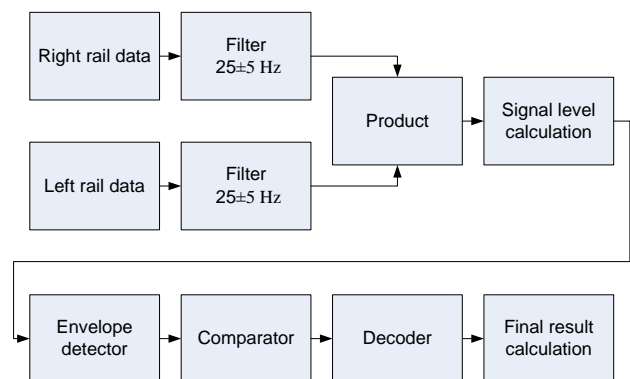 Right rail data
Filter
25±5 Hz
Product
Signal level
calculation
Left rail data
Filter
25±5 Hz
Envelope
detector
Comparator
Decoder
Final result
calculation